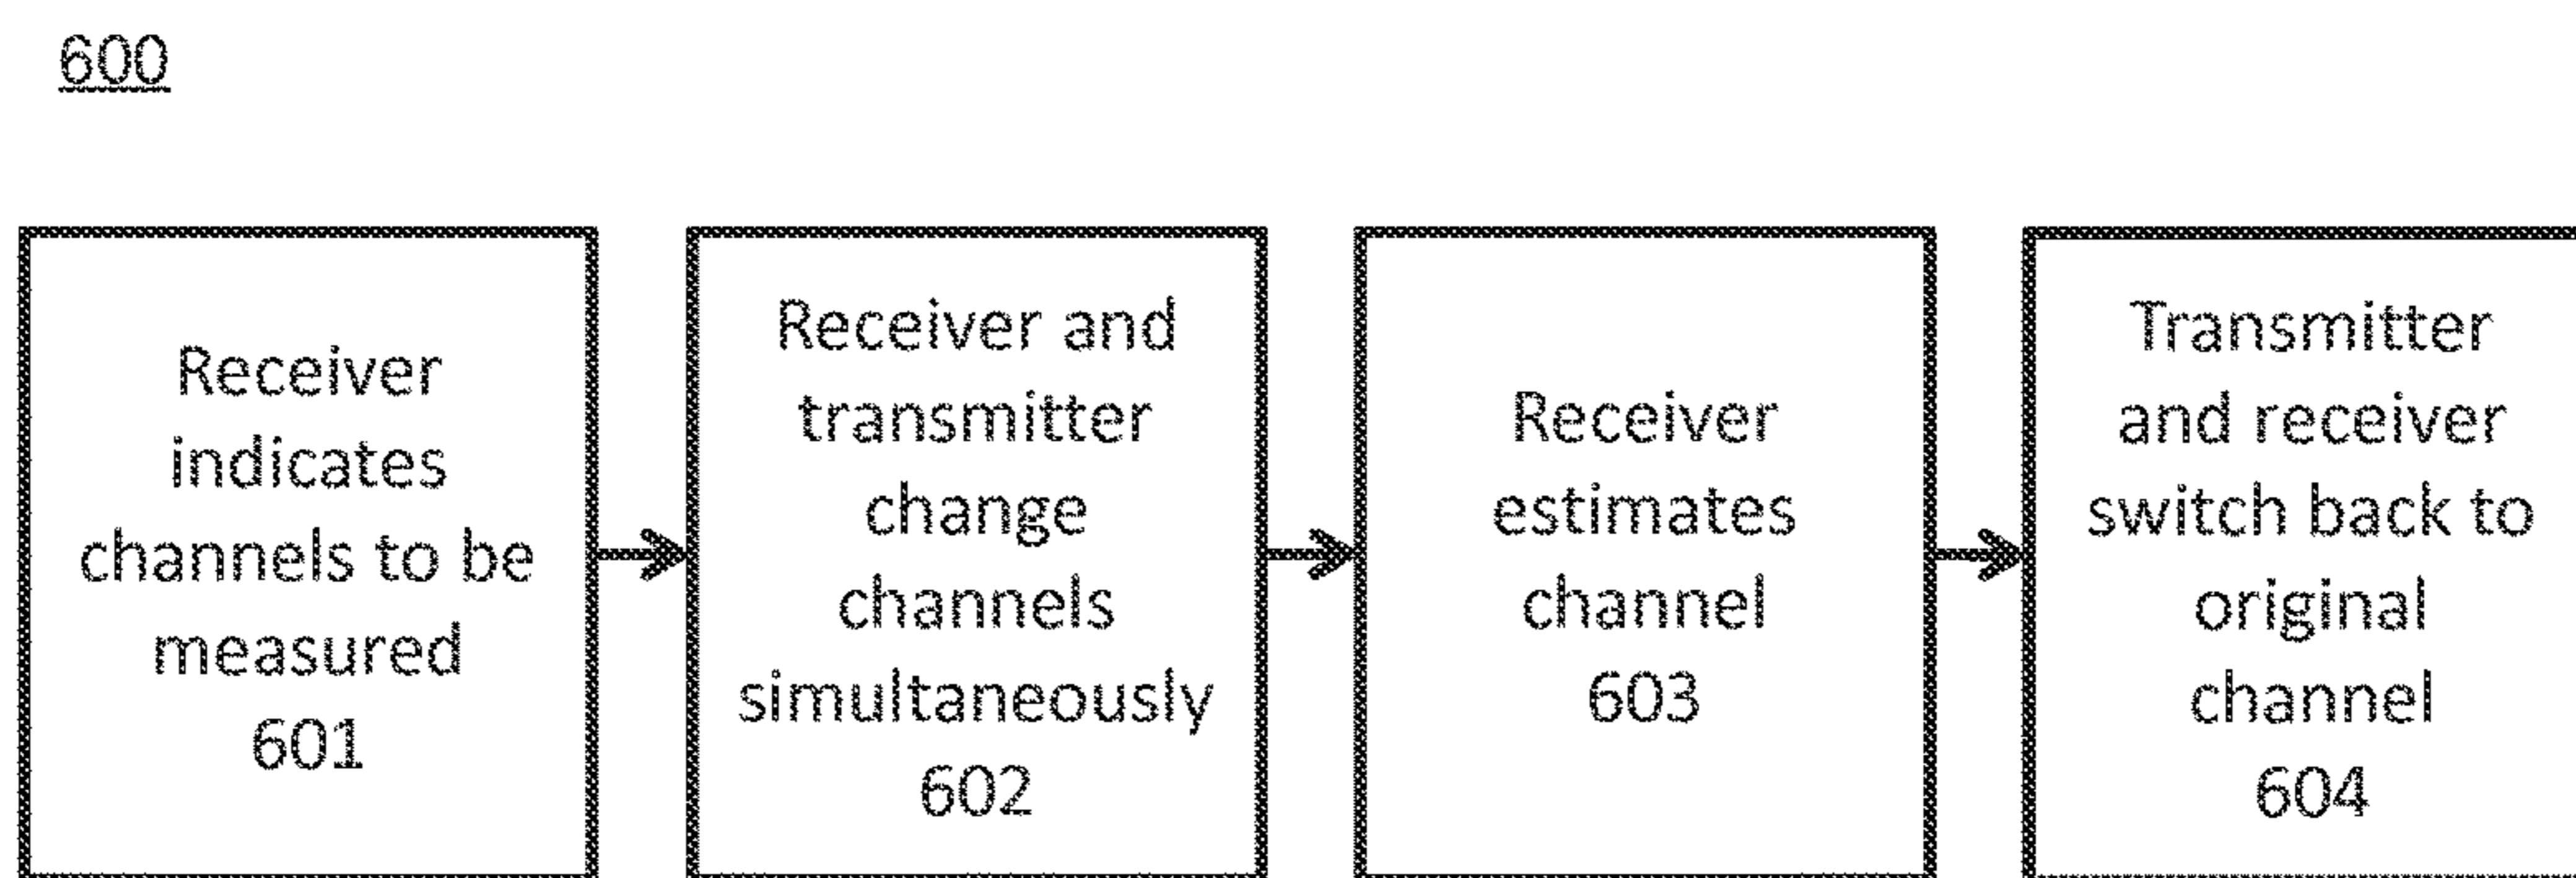 600
Receiver
indicates
channels to be
measured
601
Receiver and
transmitter
change
channels
simultaneously
602
Receiver
estimates
channel
603
Transmitter
and receiver
switch back to
original
channel
604